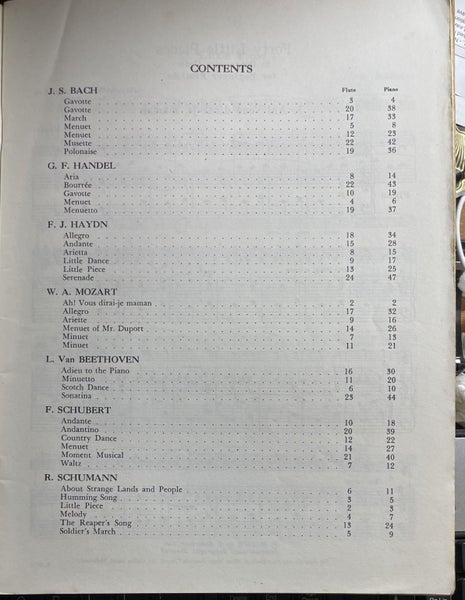 CONTENTS
J. S. BACH Flute Piano
Gavotte 3 4
Gavotte 20 38
March 17 33
Menuet 5 8
Menuet 12 23
Musette 22 42
Polonaise 19 36
G. F. HANDEL
Aria 8 14
Bourrée 22 43
Gavotte 10 19
Menuet 4 6
Menuetto 19 37
F. J. HAYDN
Allegro 18 34
Andante 15 28
Arietta 8 15
Little Dance 9 17
Little Piece 13 25
Serenade 24 47
W. A. MOZART
Ah! Vous dirai-je maman 2 2
Allegro 17 32
Ariette 9 16
Menuet of Mr. Duport 14 26
Minuet 7 13
Minuet 11 21
L. Van BEETHOVEN
Adieu to the Piano 16 30
Minuetto 11 20
Scotch Dance 6 10
Sonatina 23 44
F. SCHUBERT
Andante 10 18
Andantino 20 39
Country Dance 12 22
Menuet 14 27
Moment Musical 21 40
Waltz 7 12
R. SCHUMANN
About Strange Lands and People 6 11
Humming Song 3 5
Little Piece 2 3
Melody 4 7
The Reaper's Song 13 24
Soldier's March 5 9